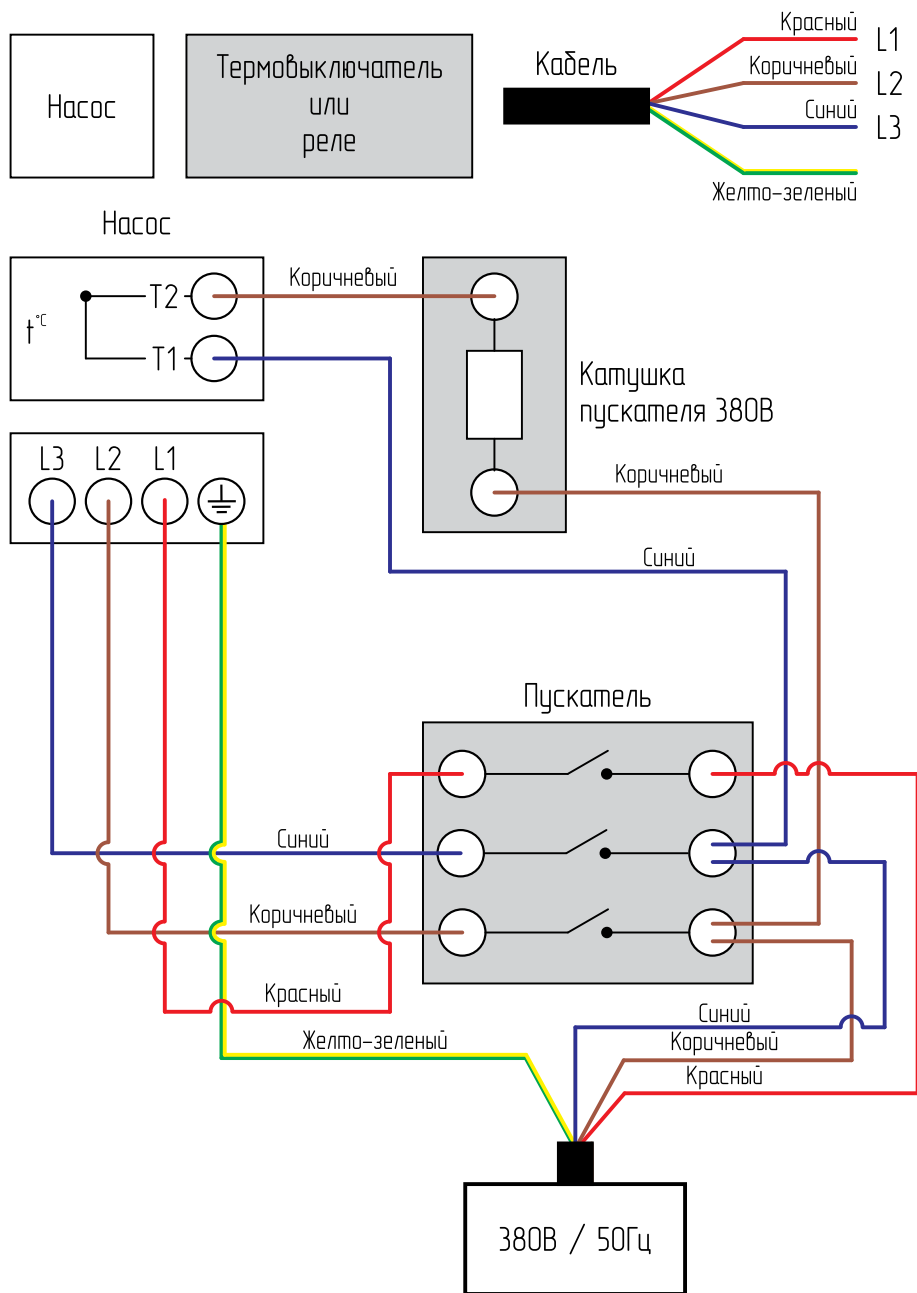 Насос
Термовыключатель
или
реле
Кабель
Красный
L1
Коричневый
L2
Синий
L3
Желто-зеленый
Насос
Коричневый
T2
t°C
T1
Катушка
пускателя 380В
L3 L2 L1
Коричневый
Синий
Пускатель
Синий
Коричневый
Красный
Синий
Желто-зеленый
Коричневый
Красный
380В / 50Гц